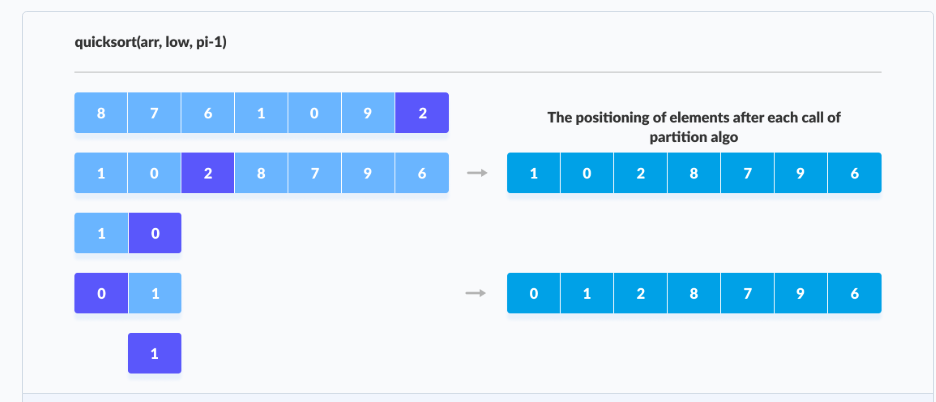 quicksort(arr, low, pi-1)
8 7 6 1 0 9 2
The positioning of elements after each call of
partition algo
1 0 2 8 7 9 6
1 0 2 8 7 9 6
1 0
0 1
0 1 2 8 7 9 6
1